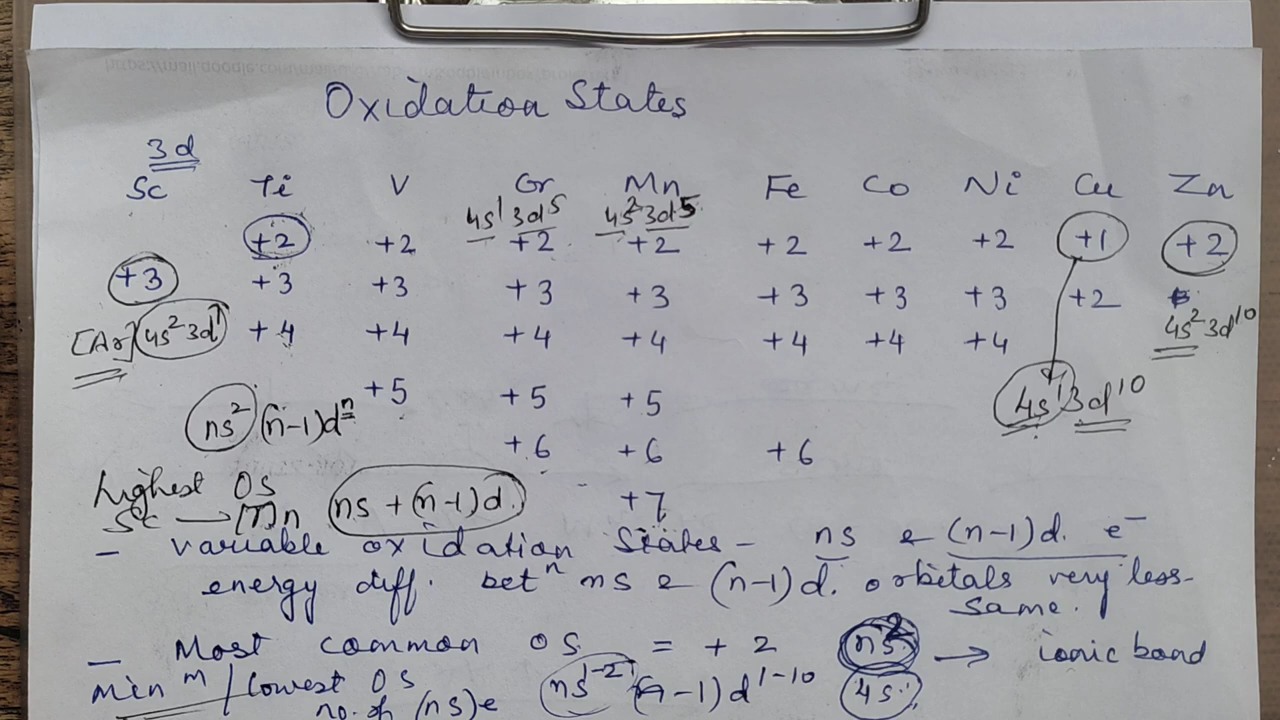 Oxidation States
3d
Sc Ti V Cr Mn Fe Co Ni Cu Zn
4s¹ 3d⁵ 4s² 3d⁵
+2 +2 +2 +2 +2 +2 +2 +1 +2
+3 +3 +3 +3 +3 +3 +3 +3 +2
[Ar] 4s² 3d¹ +4 +4 +4 +4 +4 +4 +4 4s² 3d¹⁰
+5 +5 +5 4s¹ 3d¹⁰
ns² (n-1)dⁿ
+6 +6 +6
highest OS
Sc → Mn ns + (n-1)d. +7
- variable oxidation States - ns & (n-1)d. e⁻
energy diff. betⁿ ns & (n-1)d. orbitals very less-
same.
- Most common OS = +2 ns² → ionic bond
minᵐ/lowest OS ns¹⁻² (n-1)d¹⁻¹⁰ 4s.
no. of (ns)e